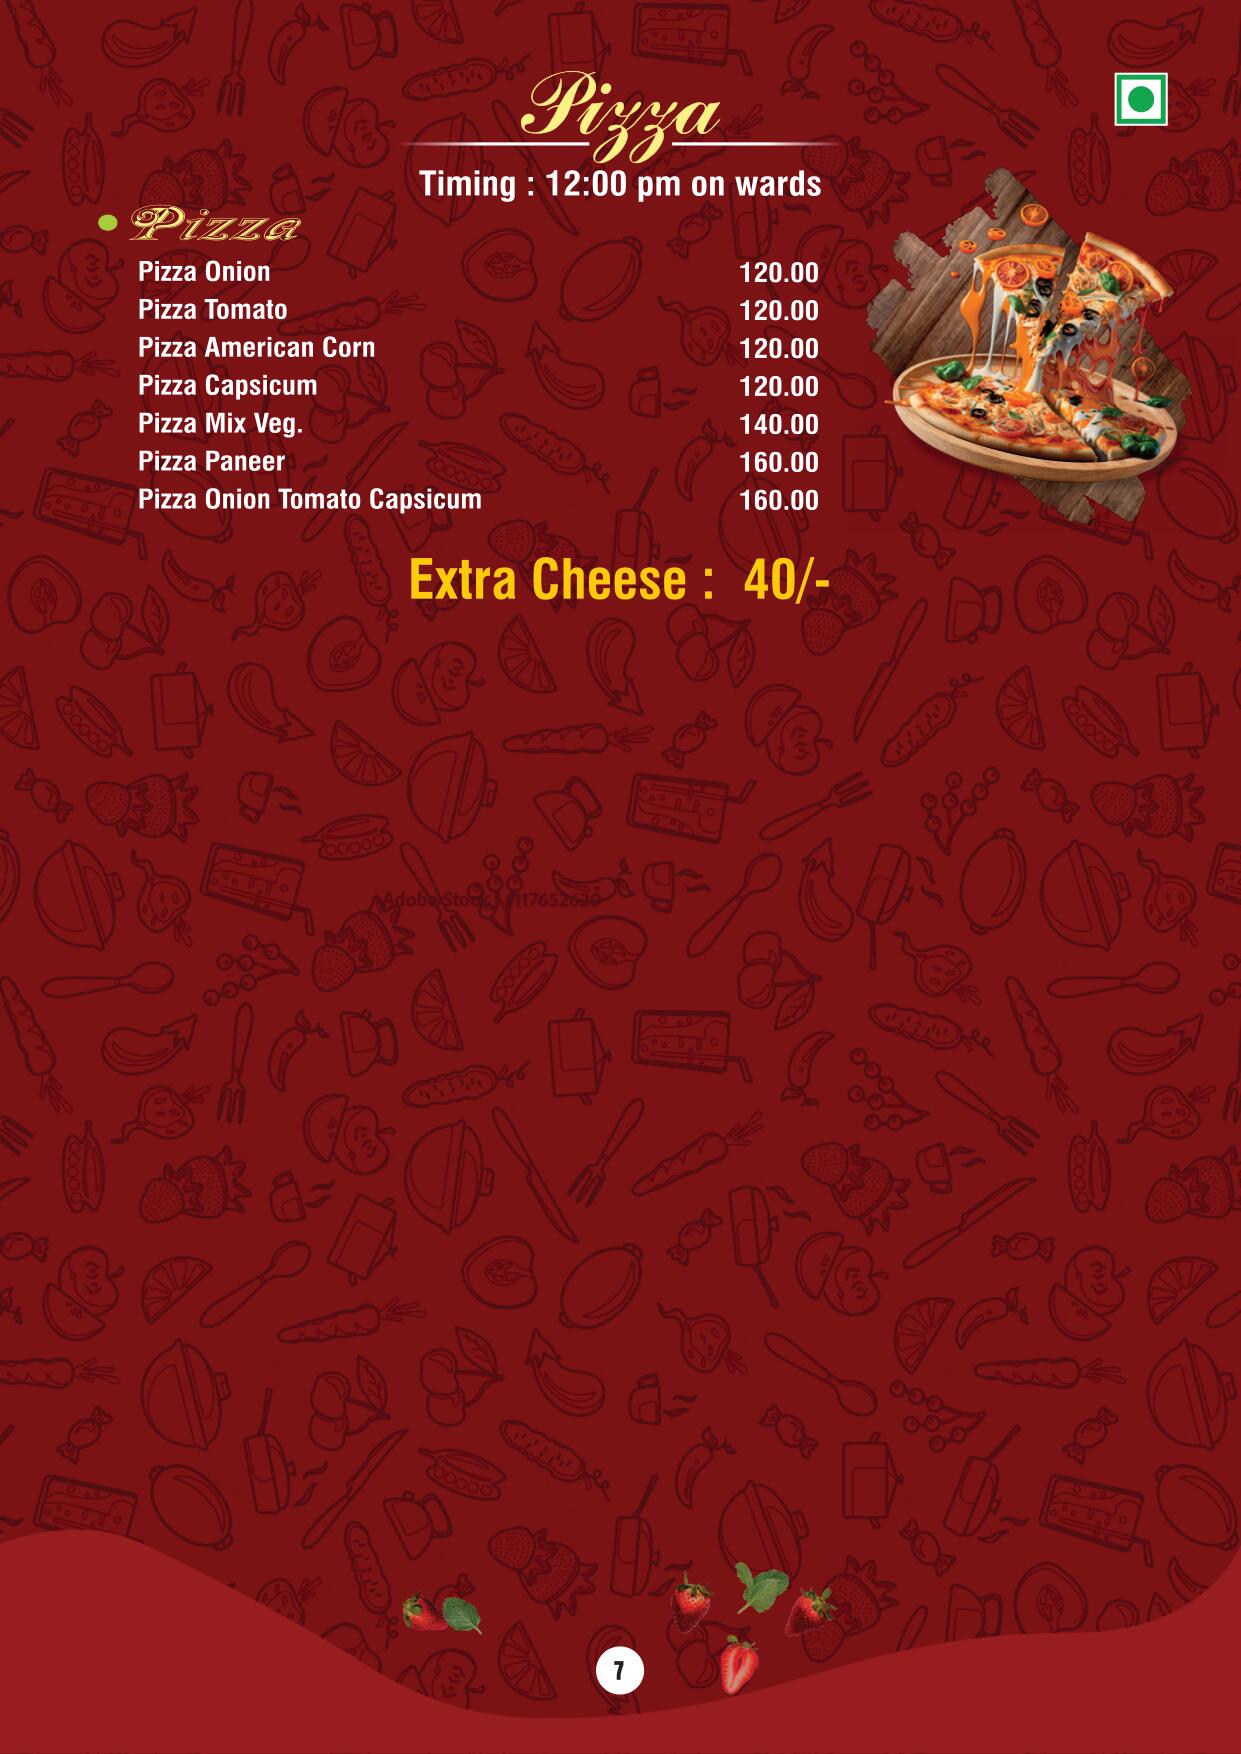 Pizza
Timing : 12:00 pm on wards
Pizza
Pizza Onion 120.00
Pizza Tomato 120.00
Pizza American Corn 120.00
Pizza Capsicum 120.00
Pizza Mix Veg. 140.00
Pizza Paneer 160.00
Pizza Onion Tomato Capsicum 160.00
Extra Cheese : 40/-
Adobe Stock
7